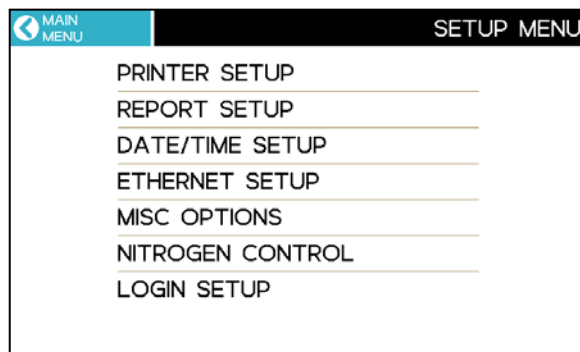 MAIN
MENU
SETUP MENU
PRINTER SETUP
REPORT SETUP
DATE/TIME SETUP
ETHERNET SETUP
MISC OPTIONS
NITROGEN CONTROL
LOGIN SETUP